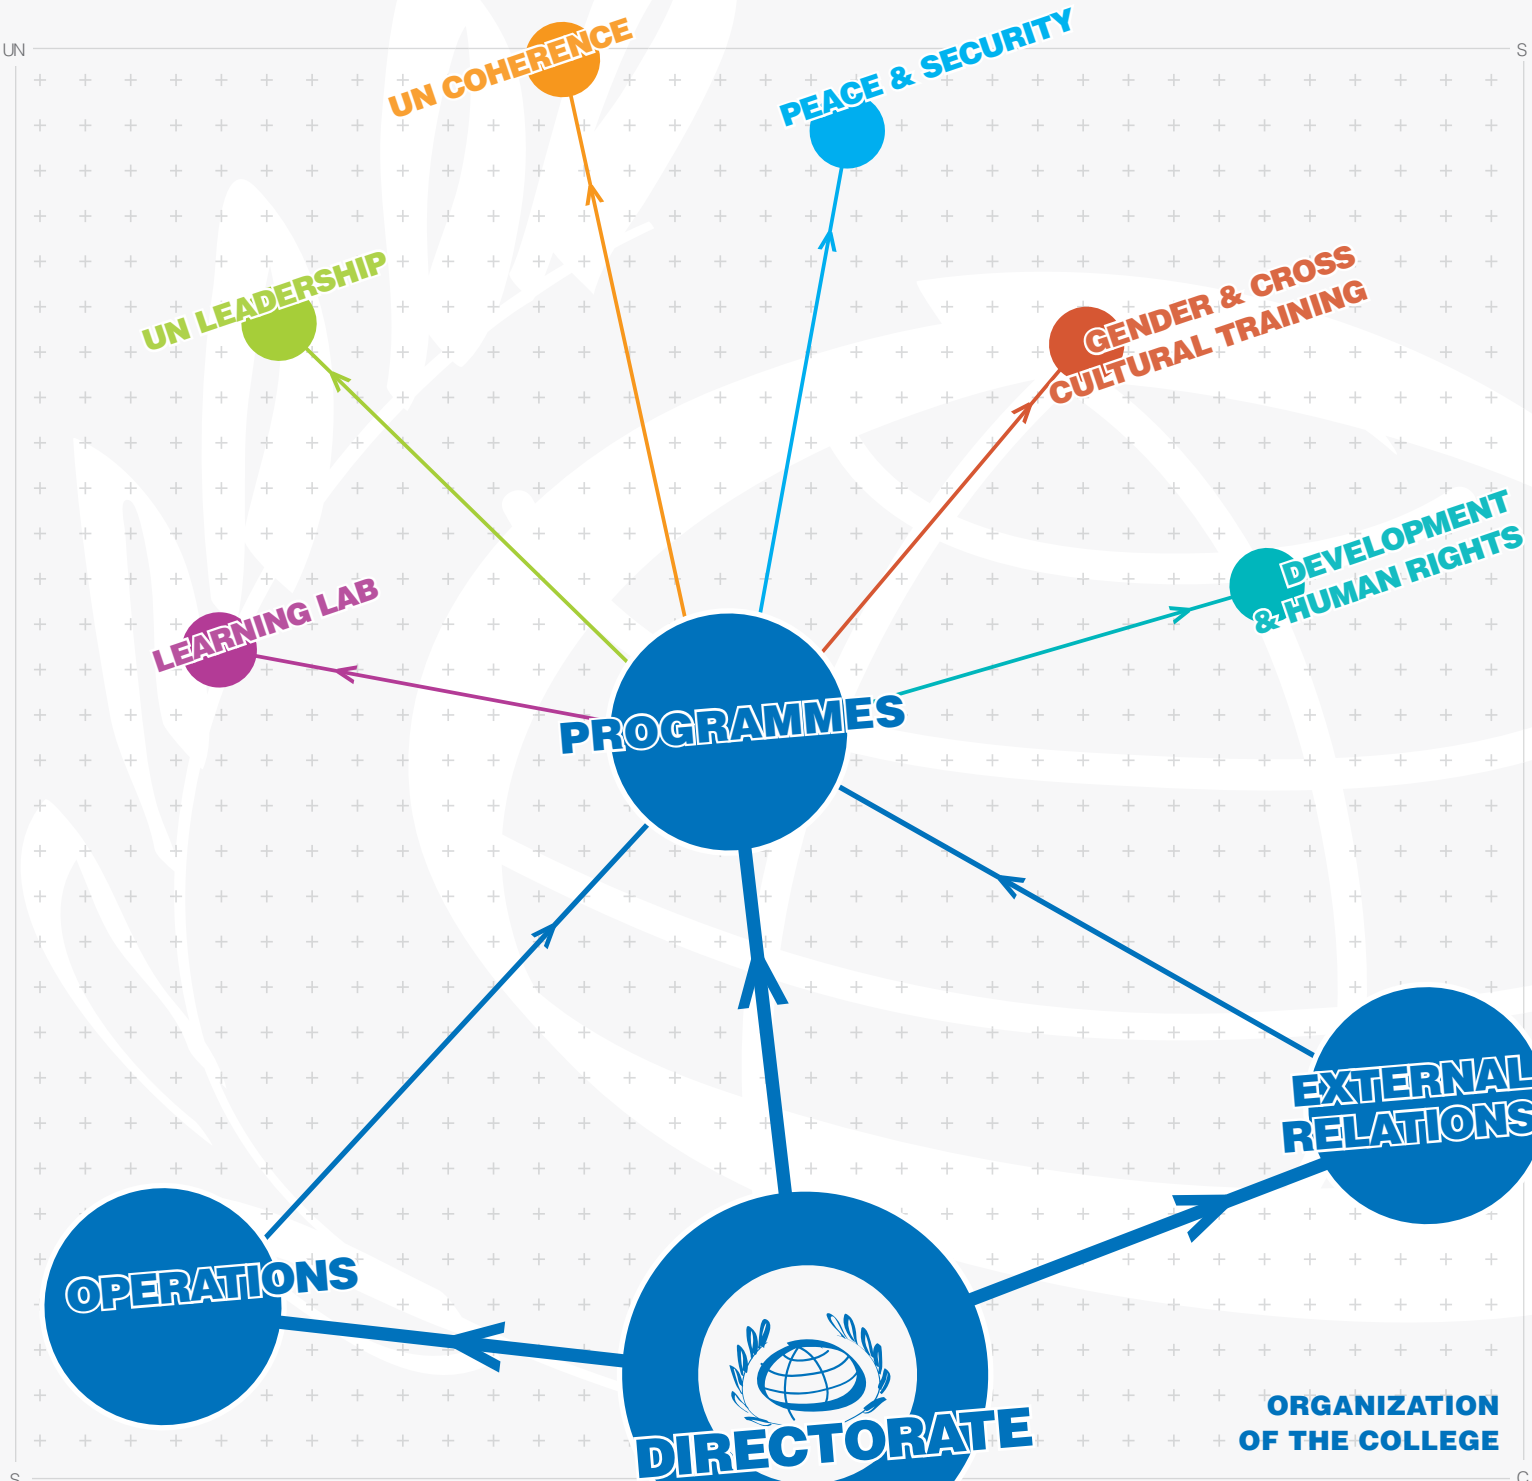 UN
S
UN COHERENCE
PEACE & SECURITY
UN LEADERSHIP
GENDER & CROSS
CULTURAL TRAINING
DEVELOPMENT
& HUMAN RIGHTS
LEARNING LAB
PROGRAMMES
EXTERNAL
RELATIONS
OPERATIONS
DIRECTORATE
ORGANIZATION
OF THE COLLEGE
S
C